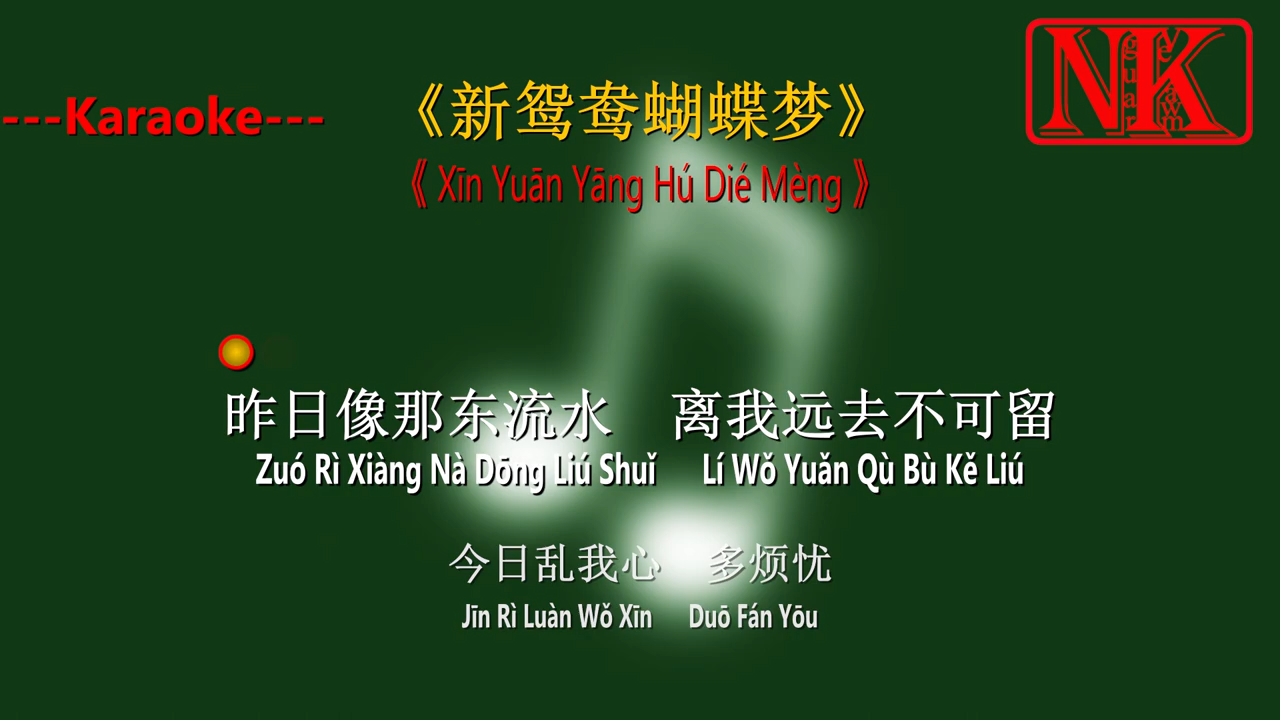 ---Karaoke---
《新鸳鸯蝴蝶梦》
《 Xīn Yuān Yāng Hú Dié Mèng 》
NK
昨日像那东流水 离我远去不可留
Zuó Rì Xiàng Nà Dōng Liú Shuǐ Lí Wǒ Yuǎn Qù Bù Kě Liú
今日乱我心 多烦忧
Jīn Rì Luàn Wǒ Xīn Duō Fán Yōu